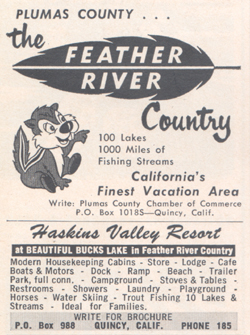 PLUMAS COUNTY . . .
the
FEATHER
RIVER
Country
100 Lakes
1000 Miles of
Fishing Streams
California's
Finest Vacation Area
Write: Plumas County Chamber of Commerce
P.O. Box 1018S—Quincy, Calif.
Haskins Valley Resort
at BEAUTIFUL BUCKS LAKE in Feather River Country
Modern Housekeeping Cabins - Store - Lodge - Cafe
Boats & Motors - Dock - Ramp - Beach - Trailer
Park, full conn. - Campground - Stoves & Tables -
Restrooms - Showers - Laundry - Playground -
Horses - Water Skiing - Trout Fishing 10 Lakes &
Streams - Ideal for Families.
WRITE FOR BROCHURE
P.O. Box 988 QUINCY, CALIF. PHONE 185